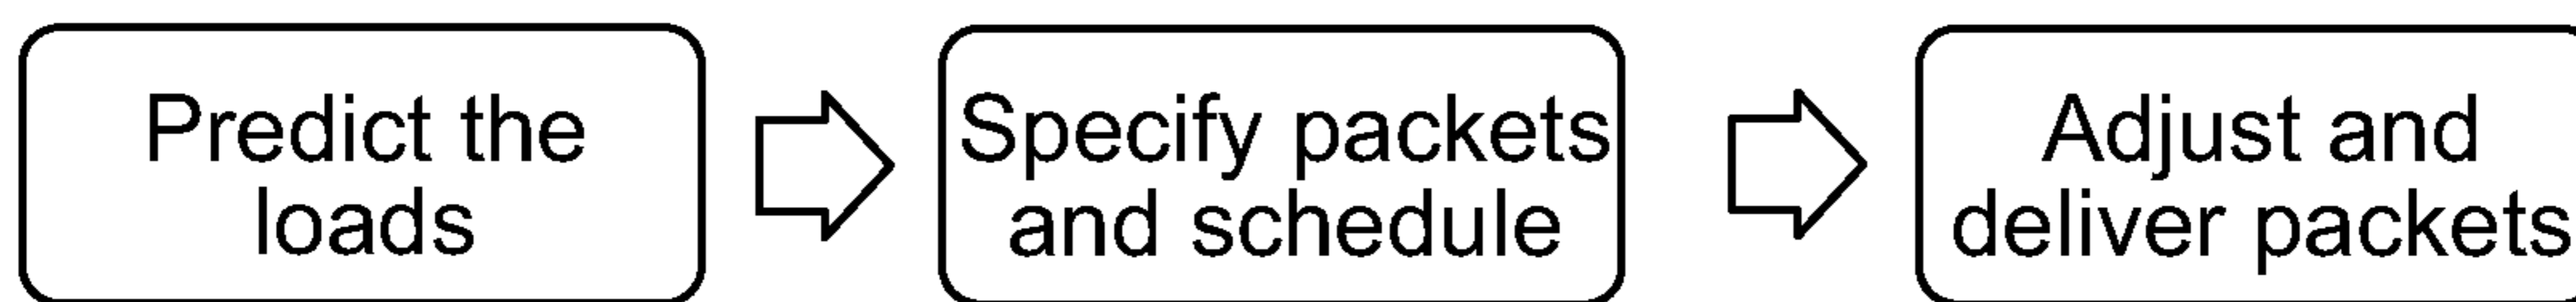 Predict the
loads
Specify packets
and schedule
Adjust and
deliver packets